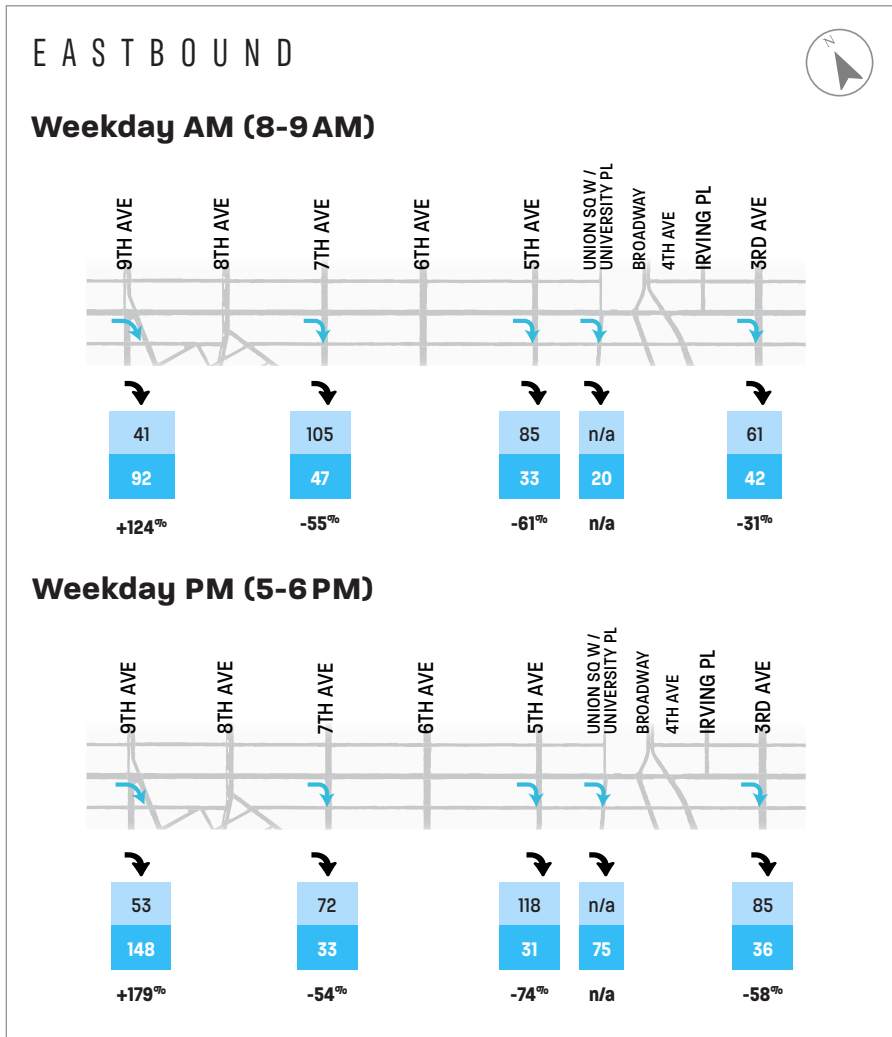 EASTBOUND
N
Weekday AM (8-9 AM)
9TH AVE
8TH AVE
7TH AVE
6TH AVE
5TH AVE
UNION SQ W /
UNIVERSITY PL
BROADWAY
4TH AVE
IRVING PL
3RD AVE
41 105 85 n/a 61
92 47 33 20 42
+124% -55% -61% n/a -31%
Weekday PM (5-6 PM)
9TH AVE
8TH AVE
7TH AVE
6TH AVE
5TH AVE
UNION SQ W /
UNIVERSITY PL
BROADWAY
4TH AVE
IRVING PL
3RD AVE
53 72 118 n/a 85
148 33 31 75 36
+179% -54% -74% n/a -58%